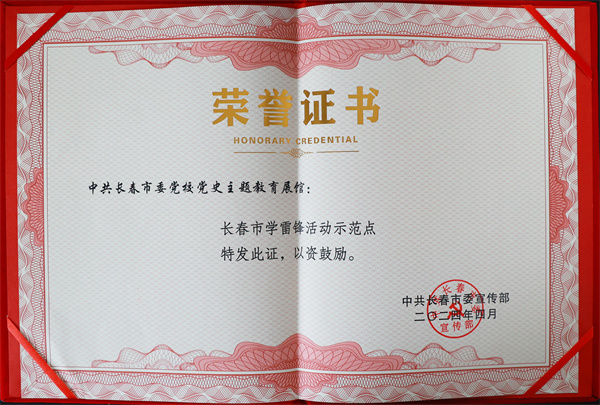 荣誉证书
HONORARY CREDENTIAL
中共长春市委党校党史主题教育展馆：
长春市学雷锋活动示范点
特发此证，以资鼓励。
中共长春市委宣传部
二〇二四年四月
宣传部